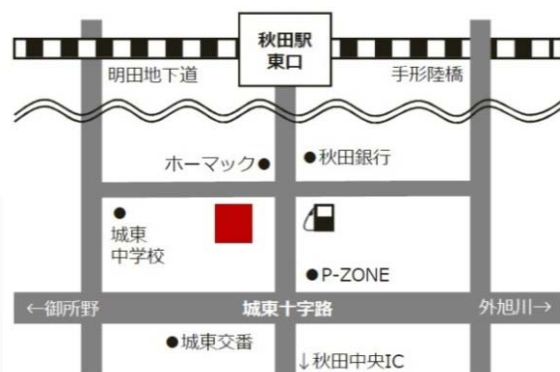 秋田駅
東口
明田地下道
手形陸橋
ホーマック●
●秋田銀行
●
城東
中学校
●P-ZONE
←御所野
城東十字路
外旭川→
●城東交番
↓秋田中央IC